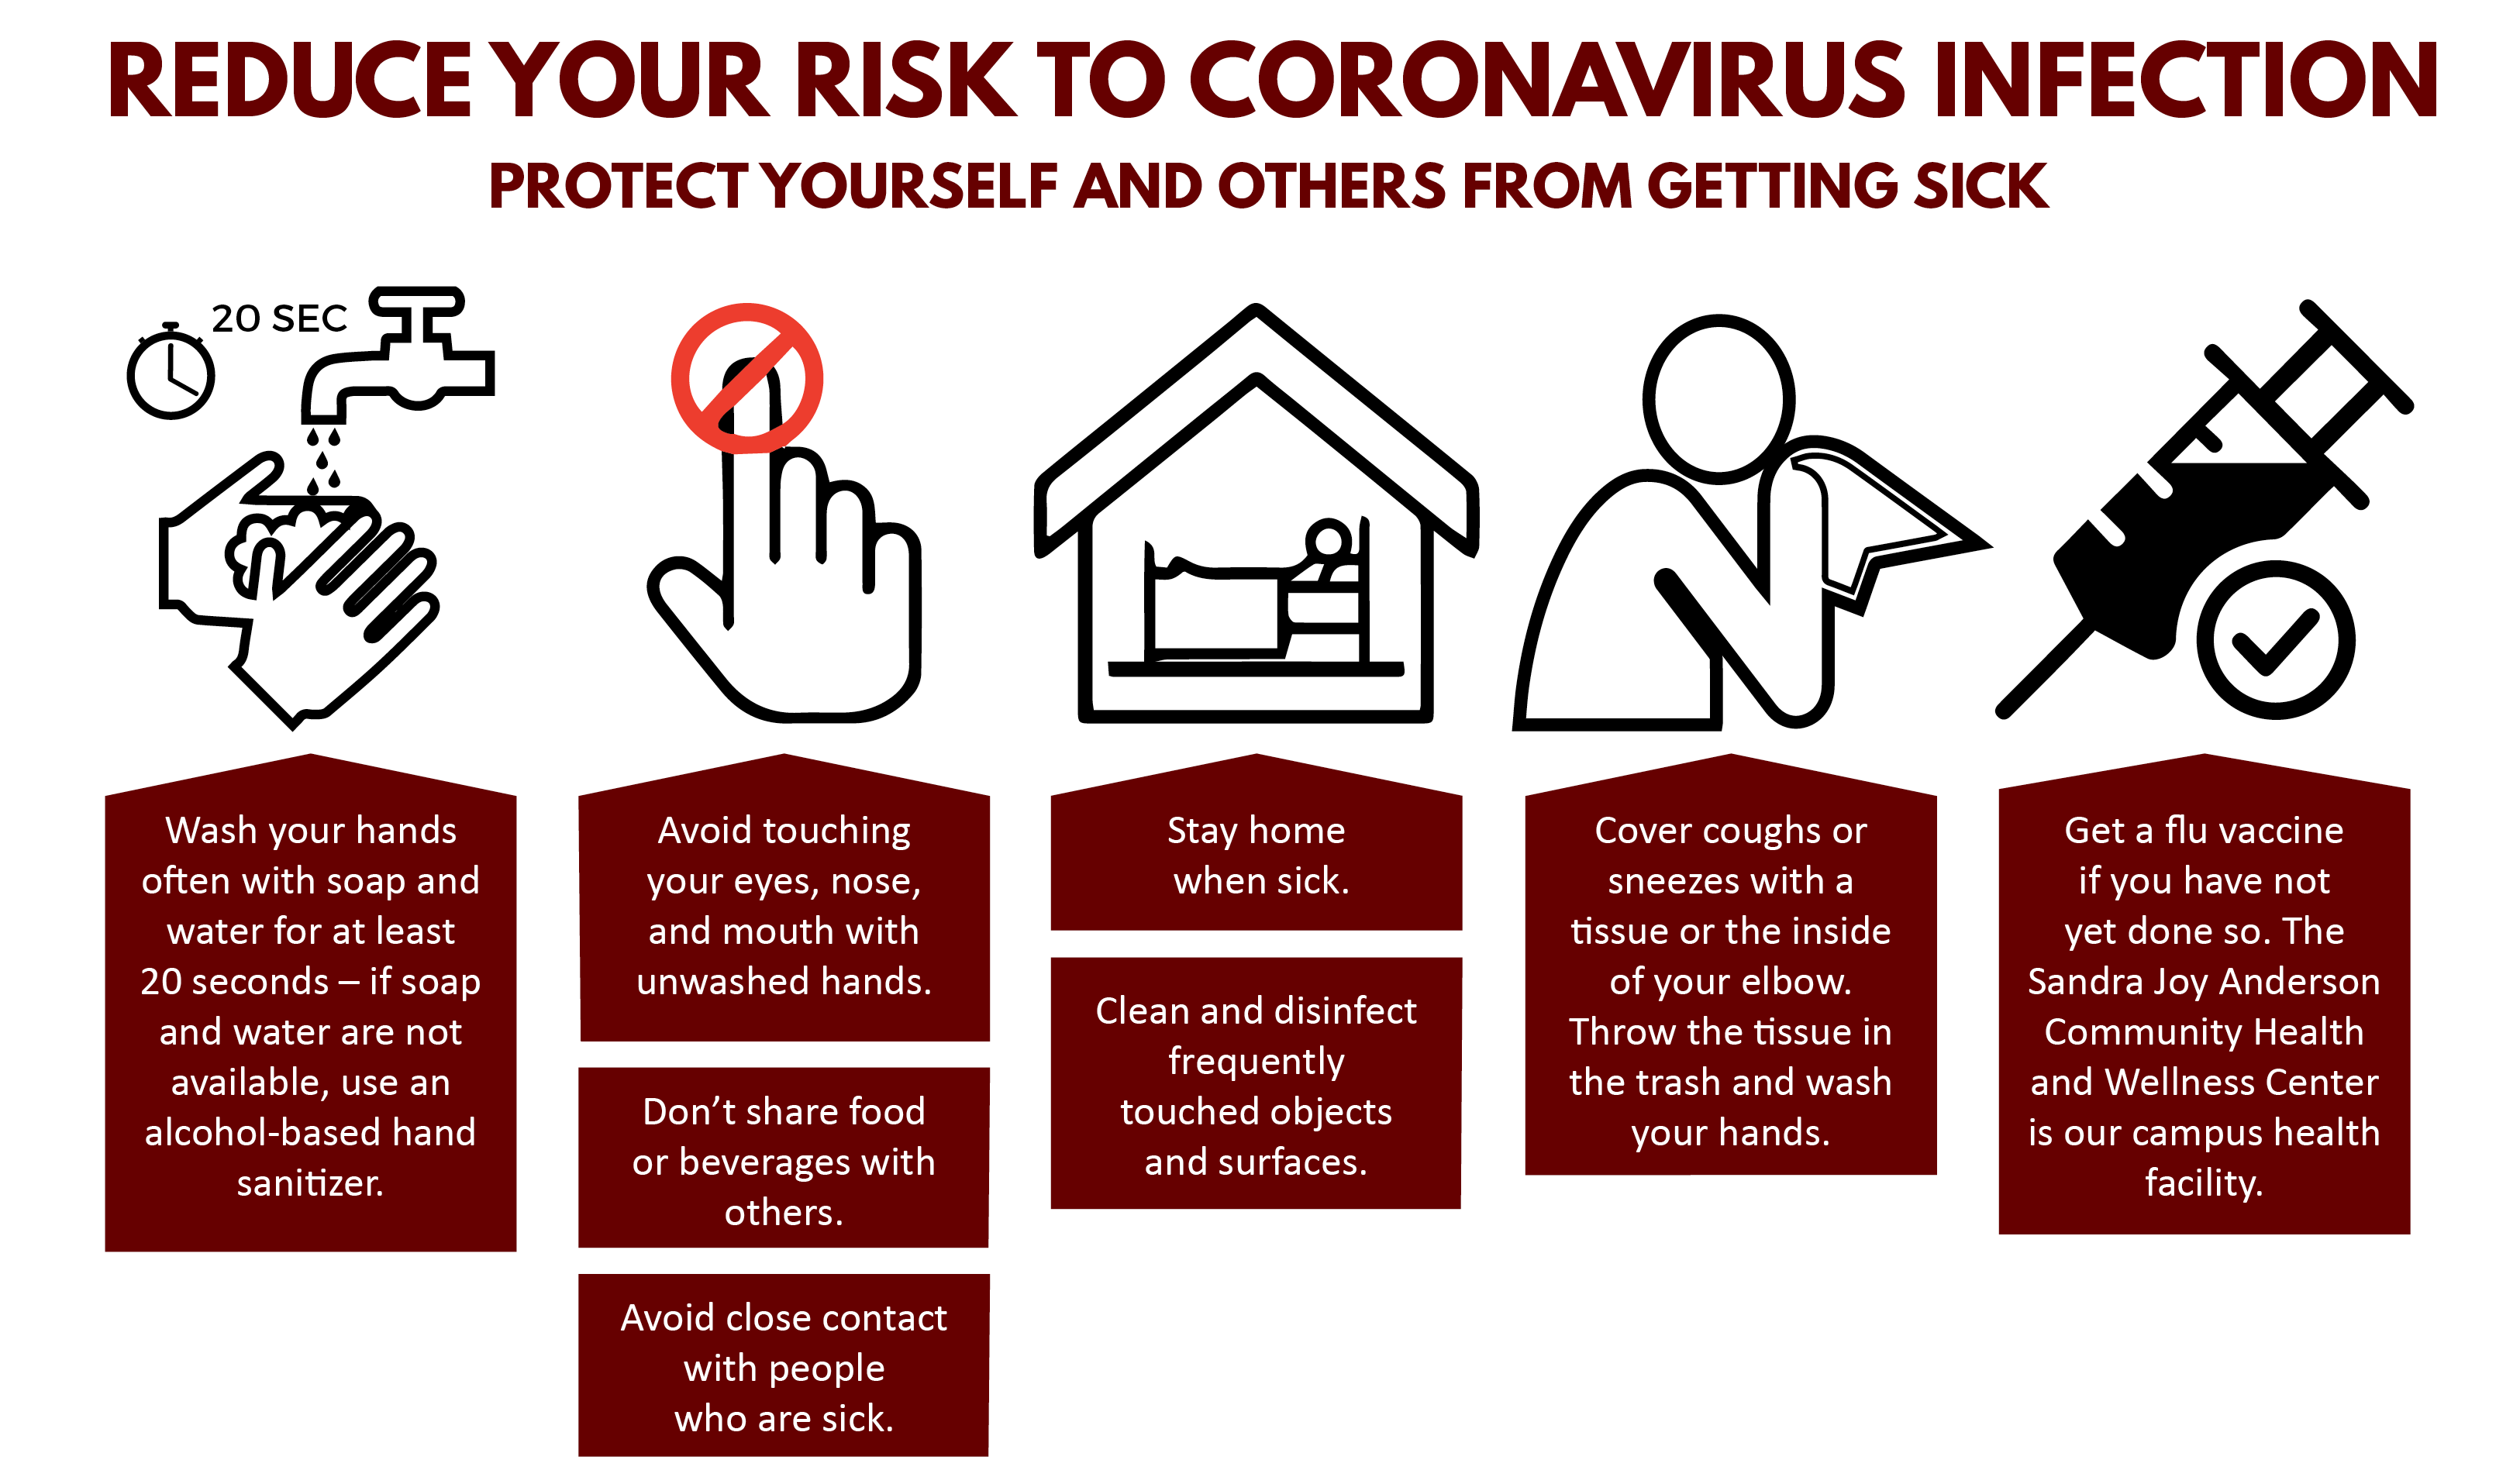 REDUCE YOUR RISK TO CORONAVIRUS INFECTION
PROTECT YOURSELF AND OTHERS FROM GETTING SICK
20 SEC
Wash your hands
often with soap and
water for at least
20 seconds – if soap
and water are not
available, use an
alcohol-based hand
sanitizer.
Avoid touching
your eyes, nose,
and mouth with
unwashed hands.
Don’t share food
or beverages with
others.
Avoid close contact
with people
who are sick.
Stay home
when sick.
Clean and disinfect
frequently
touched objects
and surfaces.
Cover coughs or
sneezes with a
tissue or the inside
of your elbow.
Throw the tissue in
the trash and wash
your hands.
Get a flu vaccine
if you have not
yet done so. The
Sandra Joy Anderson
Community Health
and Wellness Center
is our campus health
facility.